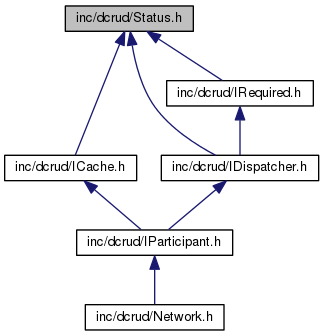 inc/dcrud/Status.h
inc/dcrud/IRequired.h
inc/dcrud/ICache.h
inc/dcrud/IDispatcher.h
inc/dcrud/IParticipant.h
inc/dcrud/Network.h